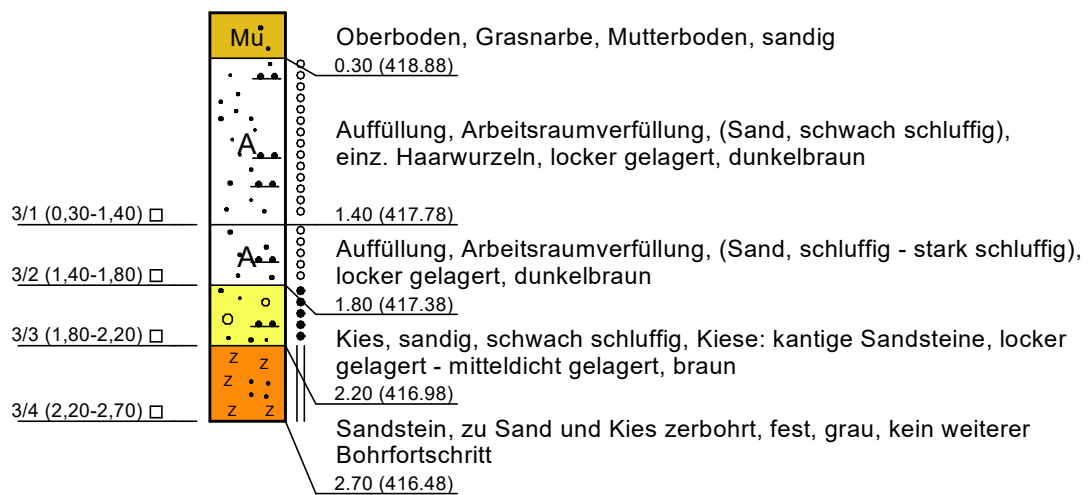 Mu
Oberboden, Grasnarbe, Mutterboden, sandig
0.30 (418.88)
A
Auffüllung, Arbeitsraumverfüllung, (Sand, schwach schluffig),
einz. Haarwurzeln, locker gelagert, dunkelbraun
3/1 (0,30-1,40)
1.40 (417.78)
A
Auffüllung, Arbeitsraumverfüllung, (Sand, schluffig - stark schluffig),
locker gelagert, dunkelbraun
3/2 (1,40-1,80)
1.80 (417.38)
3/3 (1,80-2,20)
Kies, sandig, schwach schluffig, Kiese: kantige Sandsteine, locker
gelagert - mitteldicht gelagert, braun
2.20 (416.98)
z z
z
z z
3/4 (2,20-2,70)
Sandstein, zu Sand und Kies zerbohrt, fest, grau, kein weiterer
Bohrfortschritt
2.70 (416.48)